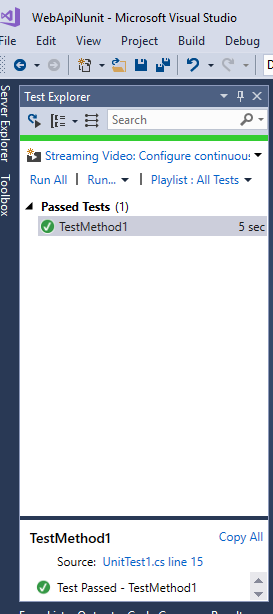 WebApiNunit - Microsoft Visual Studio
File Edit View Project Build Debug
Server Explorer
Toolbox
Test Explorer
Search
Streaming Video: Configure continuou
Run All Run... Playlist : All Tests
Passed Tests (1)
TestMethod1 5 sec
TestMethod1 Copy All
Source: UnitTest1.cs line 15
Test Passed - TestMethod1